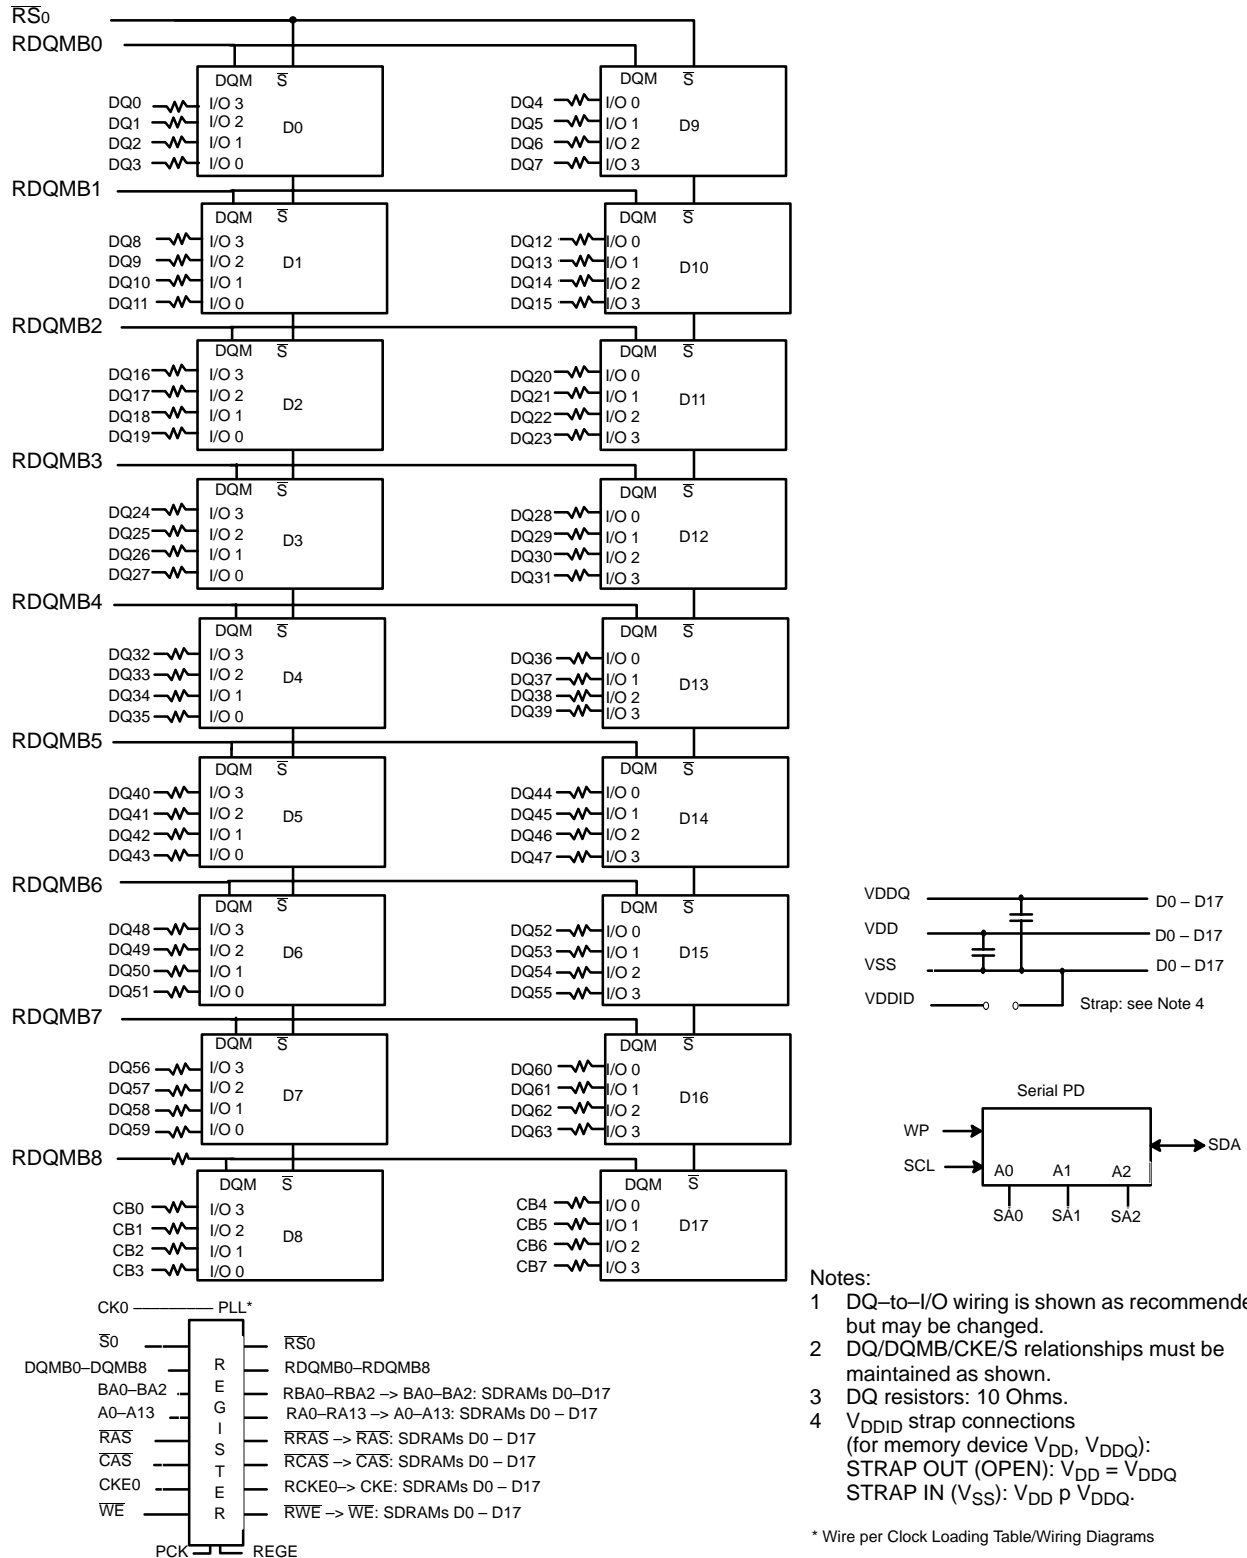 RS0
RDQMB0
DQM S DQM S
DQ0 I/O 3 DQ4 I/O 0
DQ1 I/O 2 D0 DQ5 I/O 1 D9
DQ2 I/O 1 DQ6 I/O 2
DQ3 I/O 0 DQ7 I/O 3
RDQMB1
DQM S DQM S
DQ8 I/O 3 DQ12 I/O 0
DQ9 I/O 2 D1 DQ13 I/O 1 D10
DQ10 I/O 1 DQ14 I/O 2
DQ11 I/O 0 DQ15 I/O 3
RDQMB2
DQM S DQM S
DQ16 I/O 3 DQ20 I/O 0
DQ17 I/O 2 D2 DQ21 I/O 1 D11
DQ18 I/O 1 DQ22 I/O 2
DQ19 I/O 0 DQ23 I/O 3
RDQMB3
DQM S DQM S
DQ24 I/O 3 DQ28 I/O 0
DQ25 I/O 2 D3 DQ29 I/O 1 D12
DQ26 I/O 1 DQ30 I/O 2
DQ27 I/O 0 DQ31 I/O 3
RDQMB4
DQM S DQM S
DQ32 I/O 3 DQ36 I/O 0
DQ33 I/O 2 D4 DQ37 I/O 1 D13
DQ34 I/O 1 DQ38 I/O 2
DQ35 I/O 0 DQ39 I/O 3
RDQMB5
DQM S DQM S
DQ40 I/O 3 DQ44 I/O 0
DQ41 I/O 2 D5 DQ45 I/O 1 D14
DQ42 I/O 1 DQ46 I/O 2
DQ43 I/O 0 DQ47 I/O 3
RDQMB6
DQM S DQM S
DQ48 I/O 3 DQ52 I/O 0
DQ49 I/O 2 D6 DQ53 I/O 1 D15
DQ50 I/O 1 DQ54 I/O 2
DQ51 I/O 0 DQ55 I/O 3
RDQMB7
DQM S DQM S
DQ56 I/O 3 DQ60 I/O 0
DQ57 I/O 2 D7 DQ61 I/O 1 D16
DQ58 I/O 1 DQ62 I/O 2
DQ59 I/O 0 DQ63 I/O 3
RDQMB8
DQM S DQM S
CB0 I/O 3 CB4 I/O 0
CB1 I/O 2 D8 CB5 I/O 1 D17
CB2 I/O 1 CB6 I/O 2
CB3 I/O 0 CB7 I/O 3
VDDQ D0 – D17
VDD D0 – D17
VSS D0 – D17
VDDID Strap: see Note 4
Serial PD
WP SDA
SCL A0 A1 A2
SA0 SA1 SA2
CK0 PLL*
REGISTER
S0 RS0
DQMB0–DQMB8 RDQMB0–RDQMB8
BA0–BA2 RBA0–RBA2 –> BA0–BA2: SDRAMs D0–D17
A0–A13 RA0–RA13 –> A0–A13: SDRAMs D0 – D17
RAS RRAS –> RAS: SDRAMs D0 – D17
CAS RCAS –> CAS: SDRAMs D0 – D17
CKE0 RCKE0–> CKE: SDRAMs D0 – D17
WE RWE –> WE: SDRAMs D0 – D17
PCK REGE
Notes:
1 DQ–to–I/O wiring is shown as recommende
but may be changed.
2 DQ/DQMB/CKE/S relationships must be
maintained as shown.
3 DQ resistors: 10 Ohms.
4 VDDID strap connections
(for memory device VDD, VDDQ):
STRAP OUT (OPEN): VDD = VDDQ
STRAP IN (VSS): VDD p VDDQ.
* Wire per Clock Loading Table/Wiring Diagrams